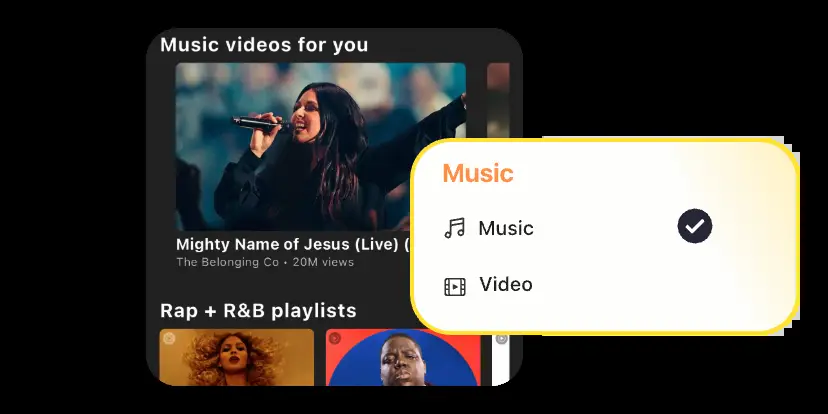 Music videos for you
Mighty Name of Jesus (Live) (
The Belonging Co • 20M views
Rap + R&B playlists
Music
Music
Video